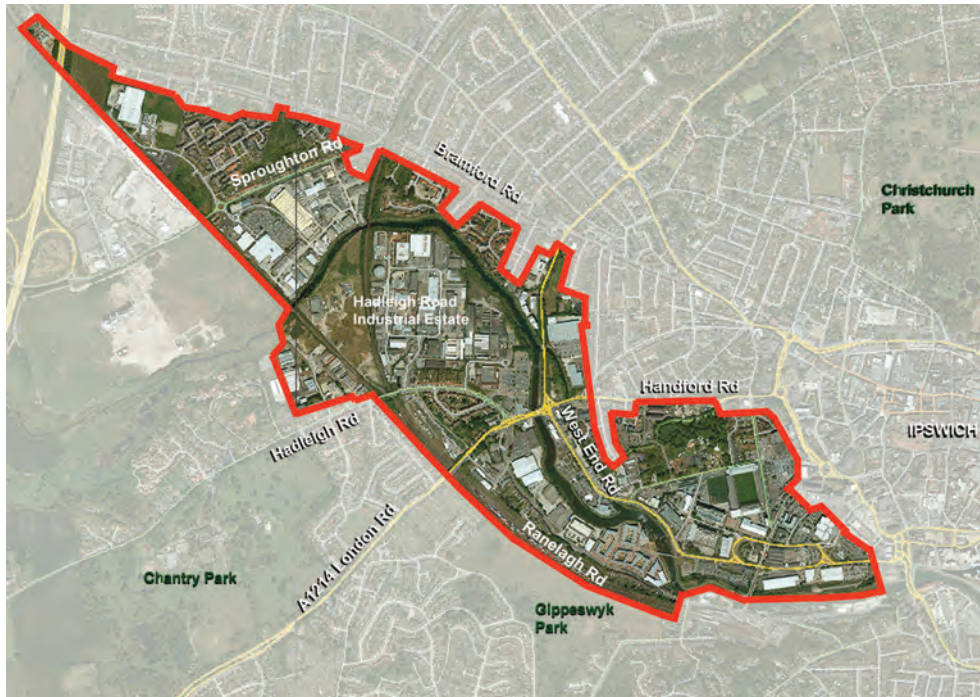 Bramford Rd
Sproughton Rd
Christchurch
Park
Hadleigh Road
Industrial Estate
Handford Rd
Hadleigh Rd
West End Rd
IPSWICH
A1214 London Rd
Ranelagh Rd
Chantry Park
Gippeswyk
Park